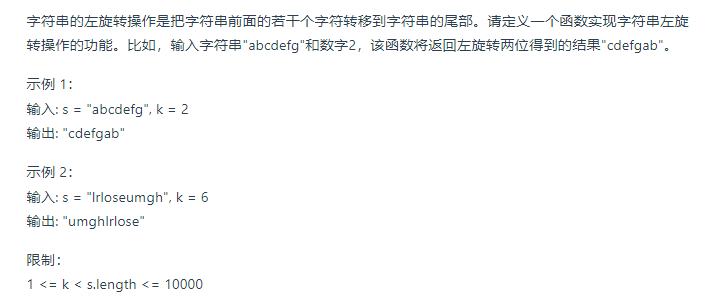 字符串的左旋转操作是把字符串前面的若干个字符转移到字符串的尾部。请定义一个函数实现字符串左旋
转操作的功能。比如，输入字符串"abcdefg"和数字2，该函数将返回左旋转两位得到的结果"cdefgab"。
示例 1：
输入: s = "abcdefg", k = 2
输出: "cdefgab"
示例 2：
输入: s = "lrloseumgh", k = 6
输出: "umghlrlose"
限制：
1 <= k < s.length <= 10000